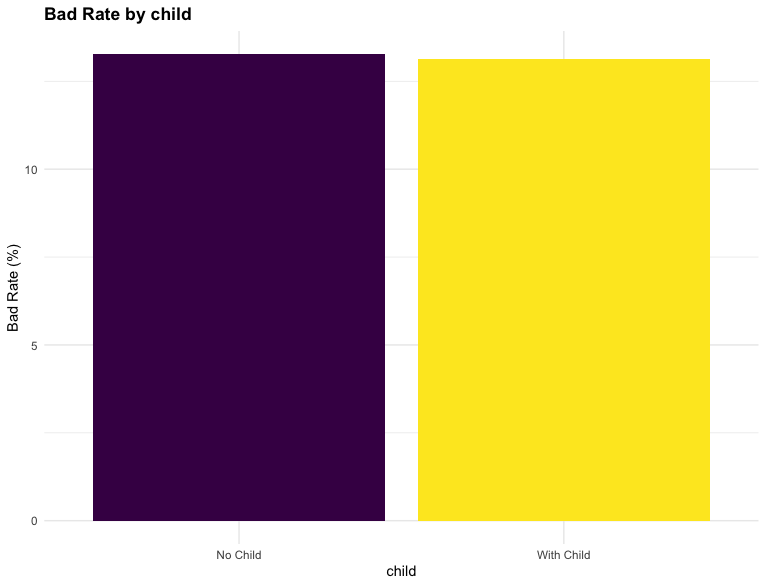 Bad Rate by child
Bad Rate (%)
10
5
0
No Child
With Child
child